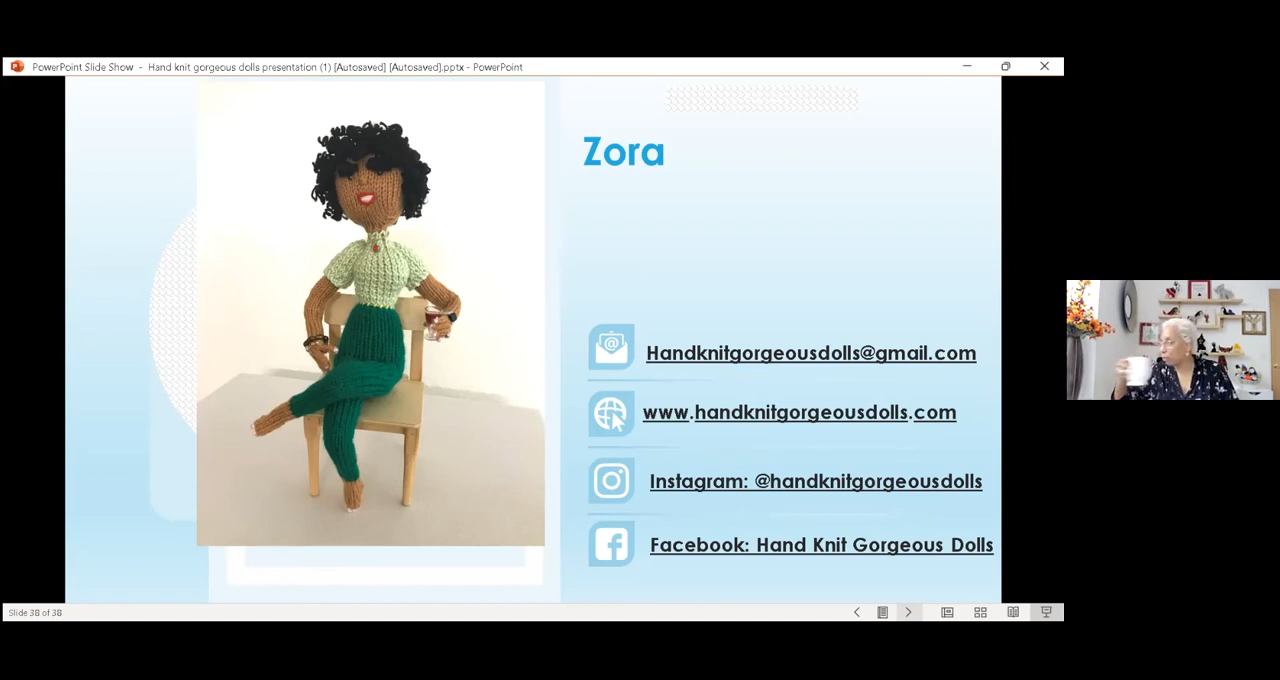 PowerPoint Slide Show - Hand knit gorgeous dolls presentation (1) [Autosaved] [Autosaved].pptx - PowerPoint
Zora
Handknitgorgeousdolls@gmail.com
www.handknitgorgeousdolls.com
Instagram: @handknitgorgeousdolls
Facebook: Hand Knit Gorgeous Dolls
Slide 38 of 38